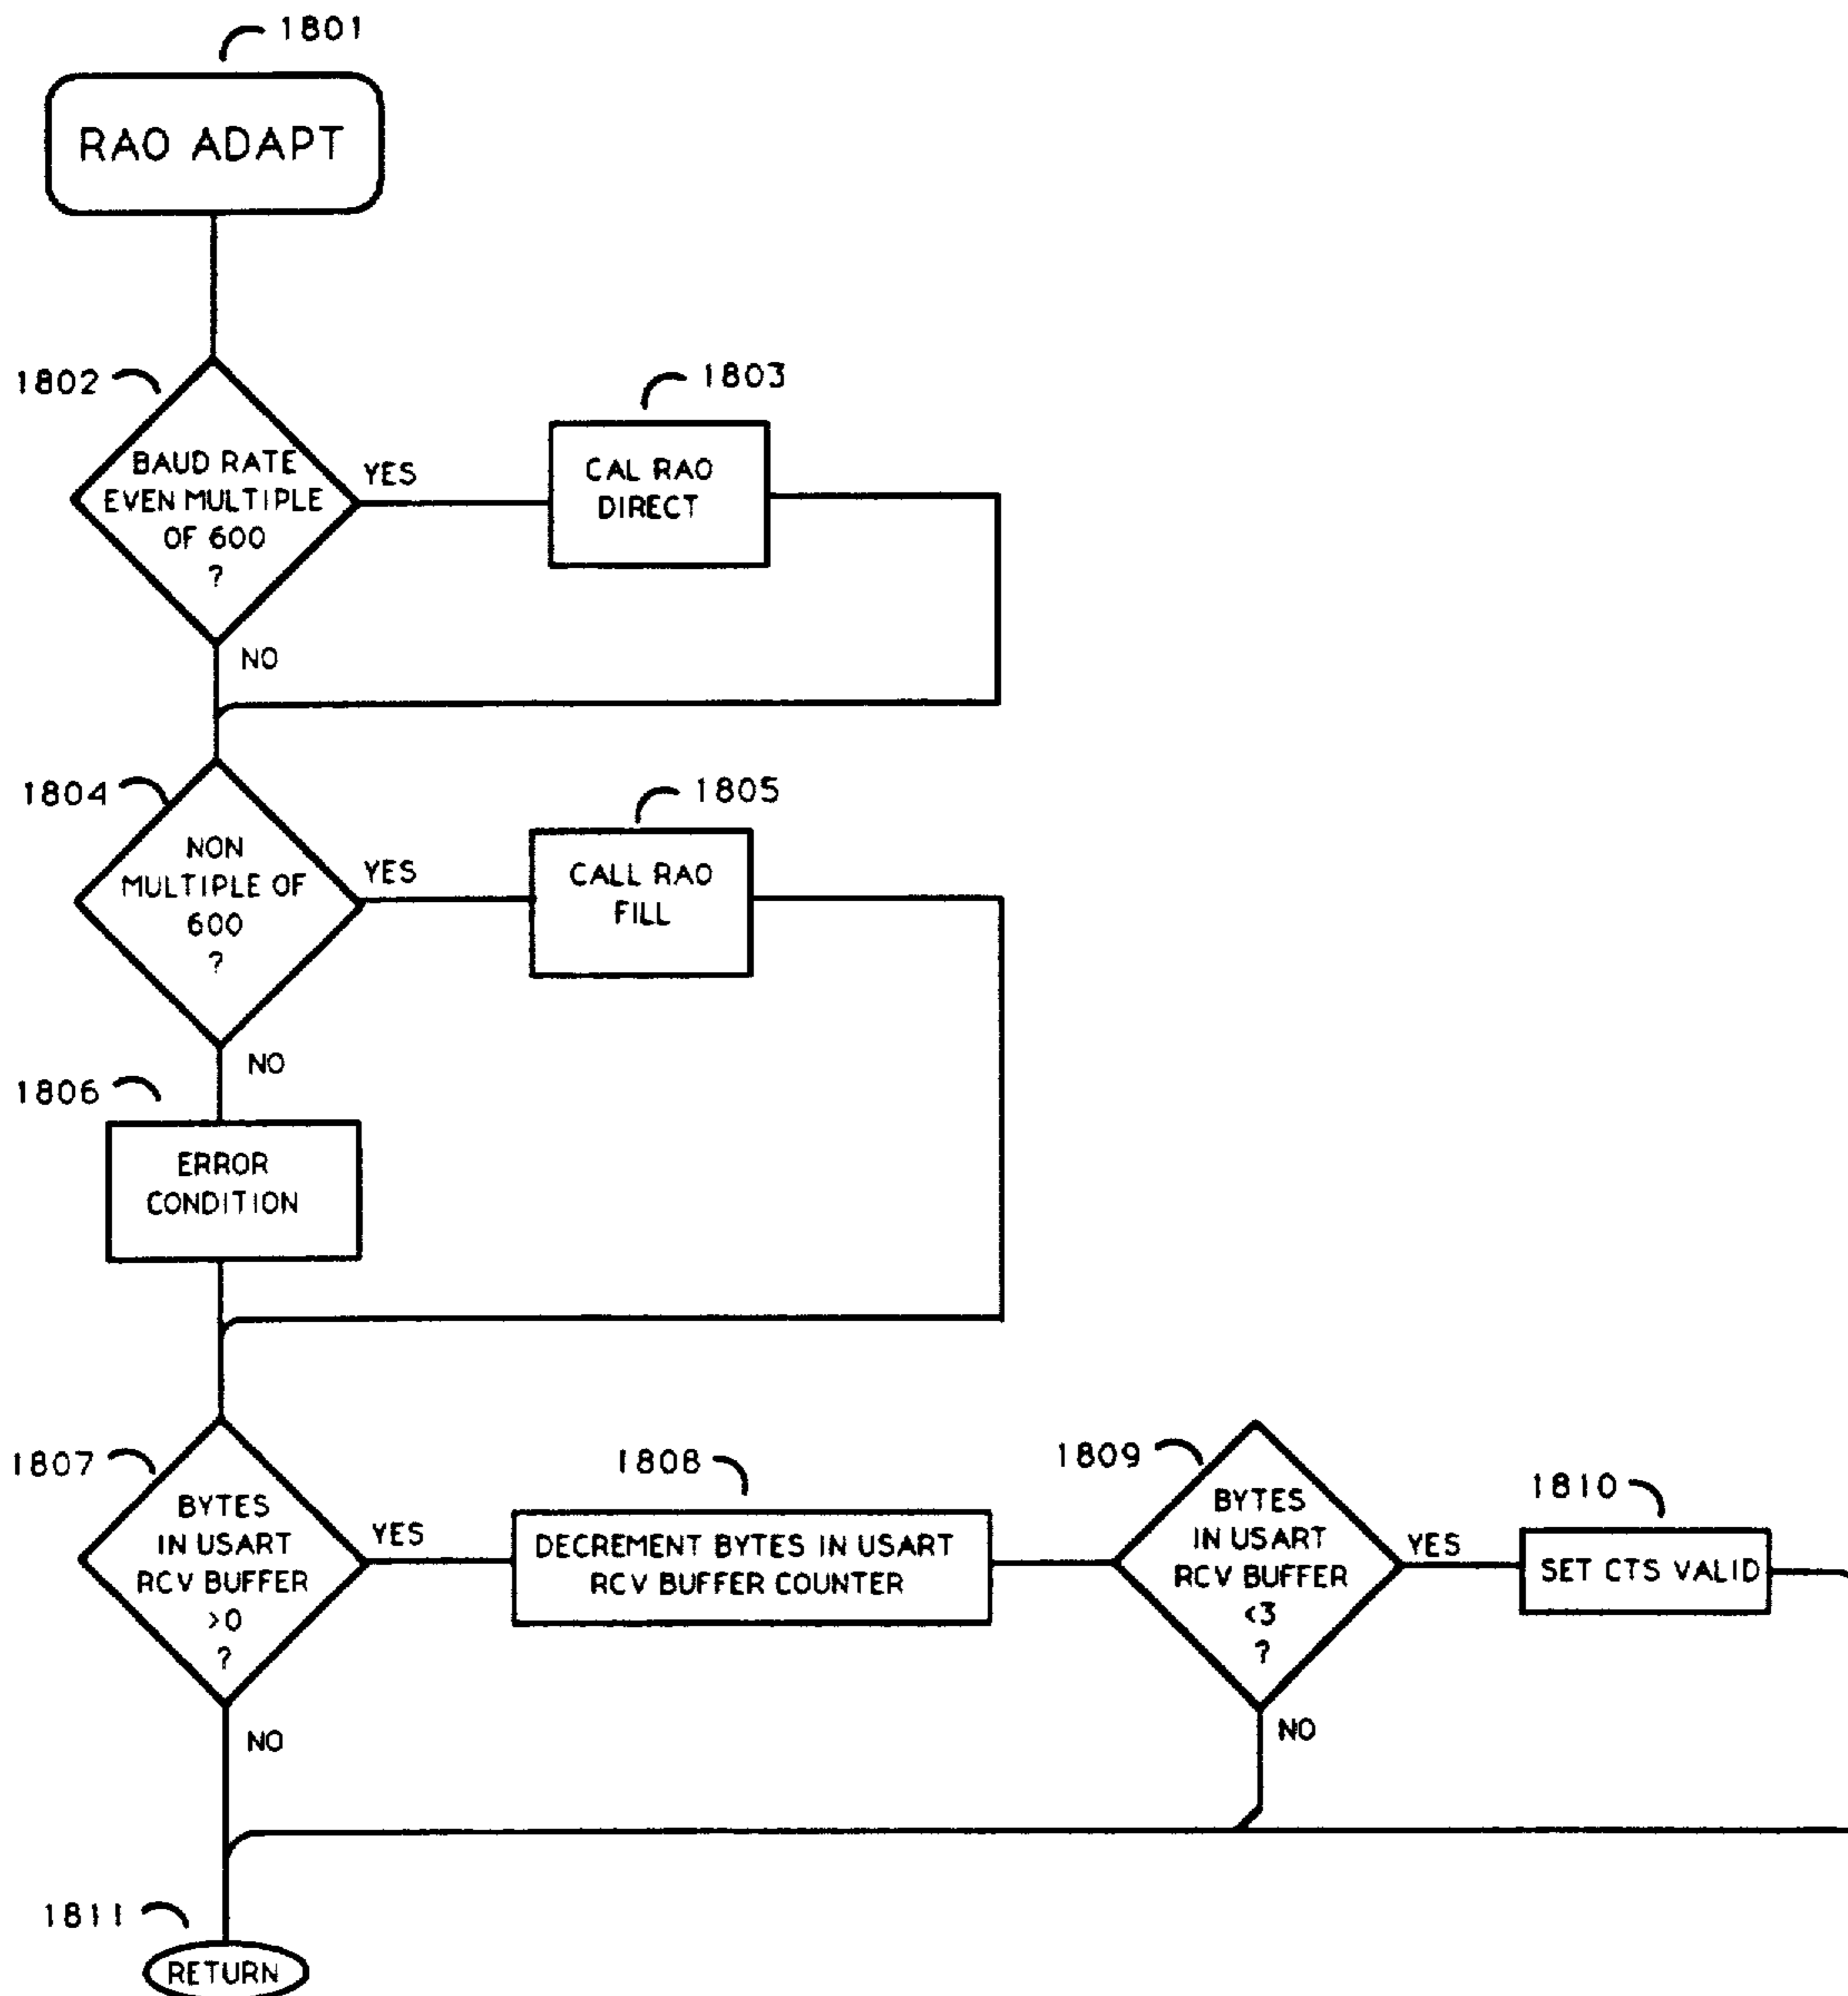 1801
RAO ADAPT
1802
BAUD RATE
EVEN MULTIPLE
OF 600
?
YES
1803
CAL RAO
DIRECT
NO
1804
NON
MULTIPLE OF
600
?
YES
1805
CALL RAO
FILL
NO
1806
ERROR
CONDITION
1807
BYTES
IN USART
RCV BUFFER
>0
?
YES
1808
DECREMENT BYTES IN USART
RCV BUFFER COUNTER
1809
BYTES
IN USART
RCV BUFFER
<3
?
YES
1810
SET CTS VALID
NO
NO
1811
RETURN